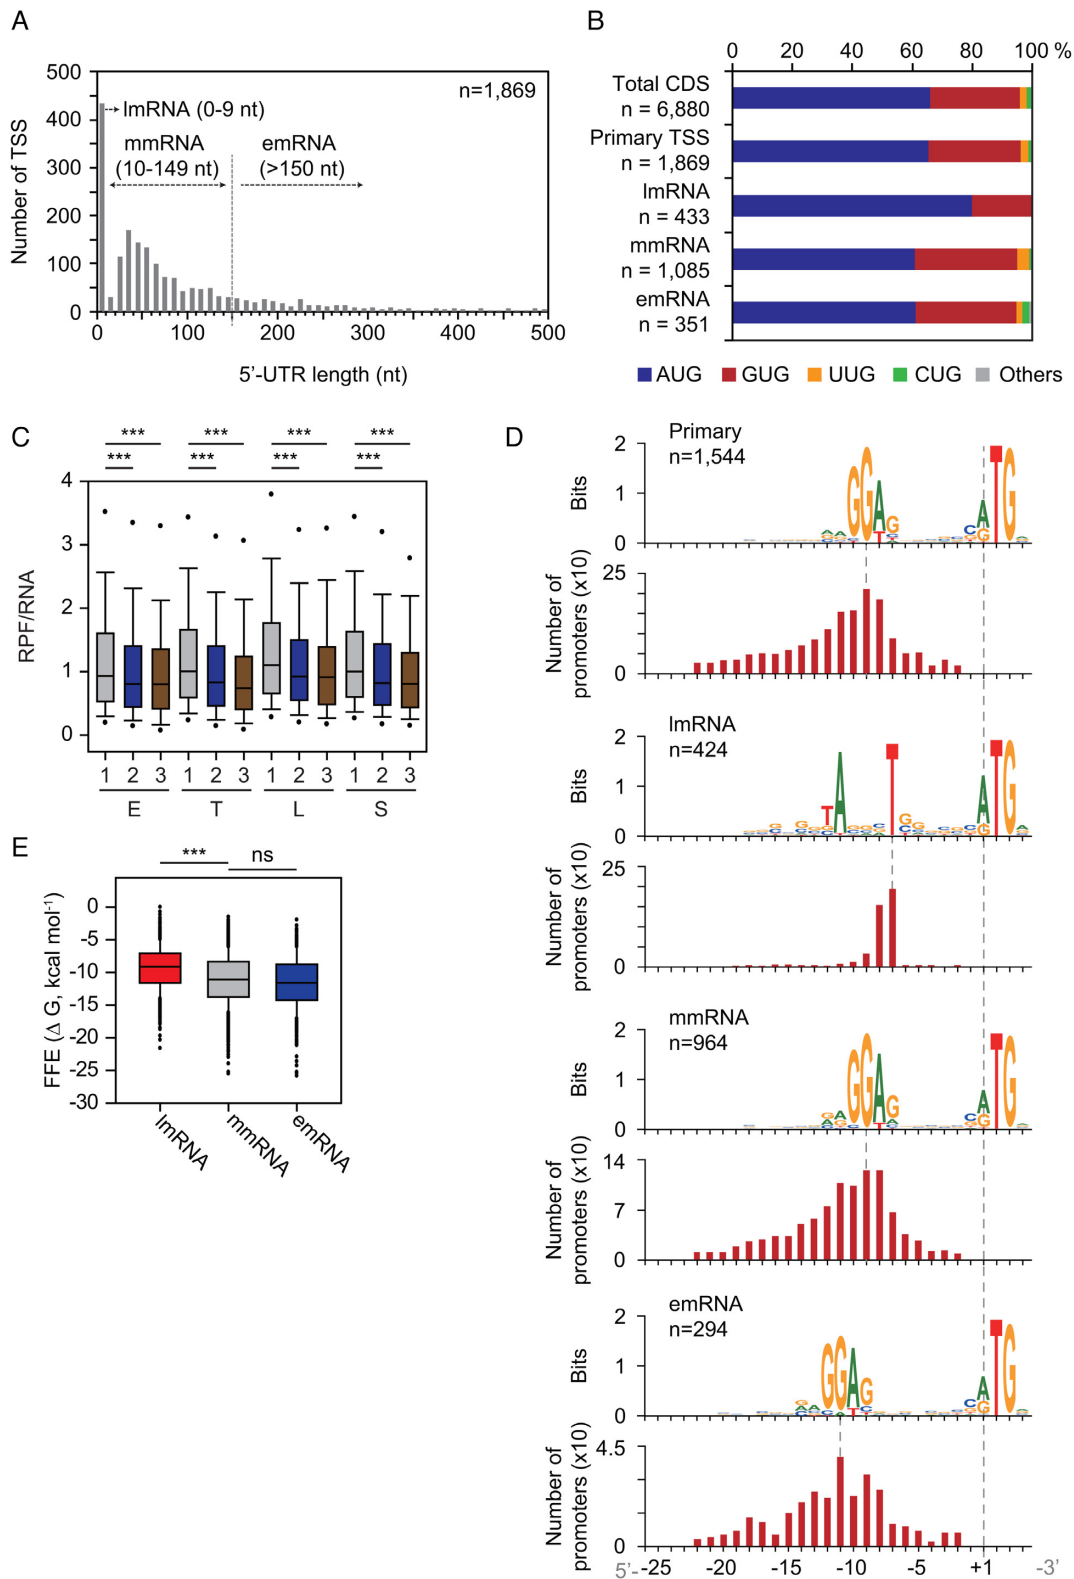 A
500
400
300
200
100
0
Number of TSS
n=1,869
lmRNA (0-9 nt)
mmRNA
(10-149 nt)
emRNA
(>150 nt)
0
100
200
300
400
500
5’-UTR length (nt)
B
0 20 40 60 80 100 %
Total CDS
n = 6,880
Primary TSS
n = 1,869
lmRNA
n = 433
mmRNA
n = 1,085
emRNA
n = 351
AUG GUG UUG CUG Others
C
*** *** *** ***
*** *** *** ***
4
3
2
1
0
RPF/RNA
1 2 3 1 2 3 1 2 3 1 2 3
E T L S
D
Primary
n=1,544
2
1
0
Bits
25
0
Number of
promoters (x10)
lmRNA
n=424
2
1
0
Bits
25
0
Number of
promoters (x10)
mmRNA
n=964
2
1
0
Bits
14
7
0
Number of
promoters (x10)
emRNA
n=294
2
1
0
Bits
4.5
0
Number of
promoters (x10)
5’- -25 -20 -15 -10 -5 +1 -3’
E
*** ns
0
-5
-10
-15
-20
-25
-30
FFE (Δ G, kcal mol⁻¹)
lmRNA
mmRNA
emRNA